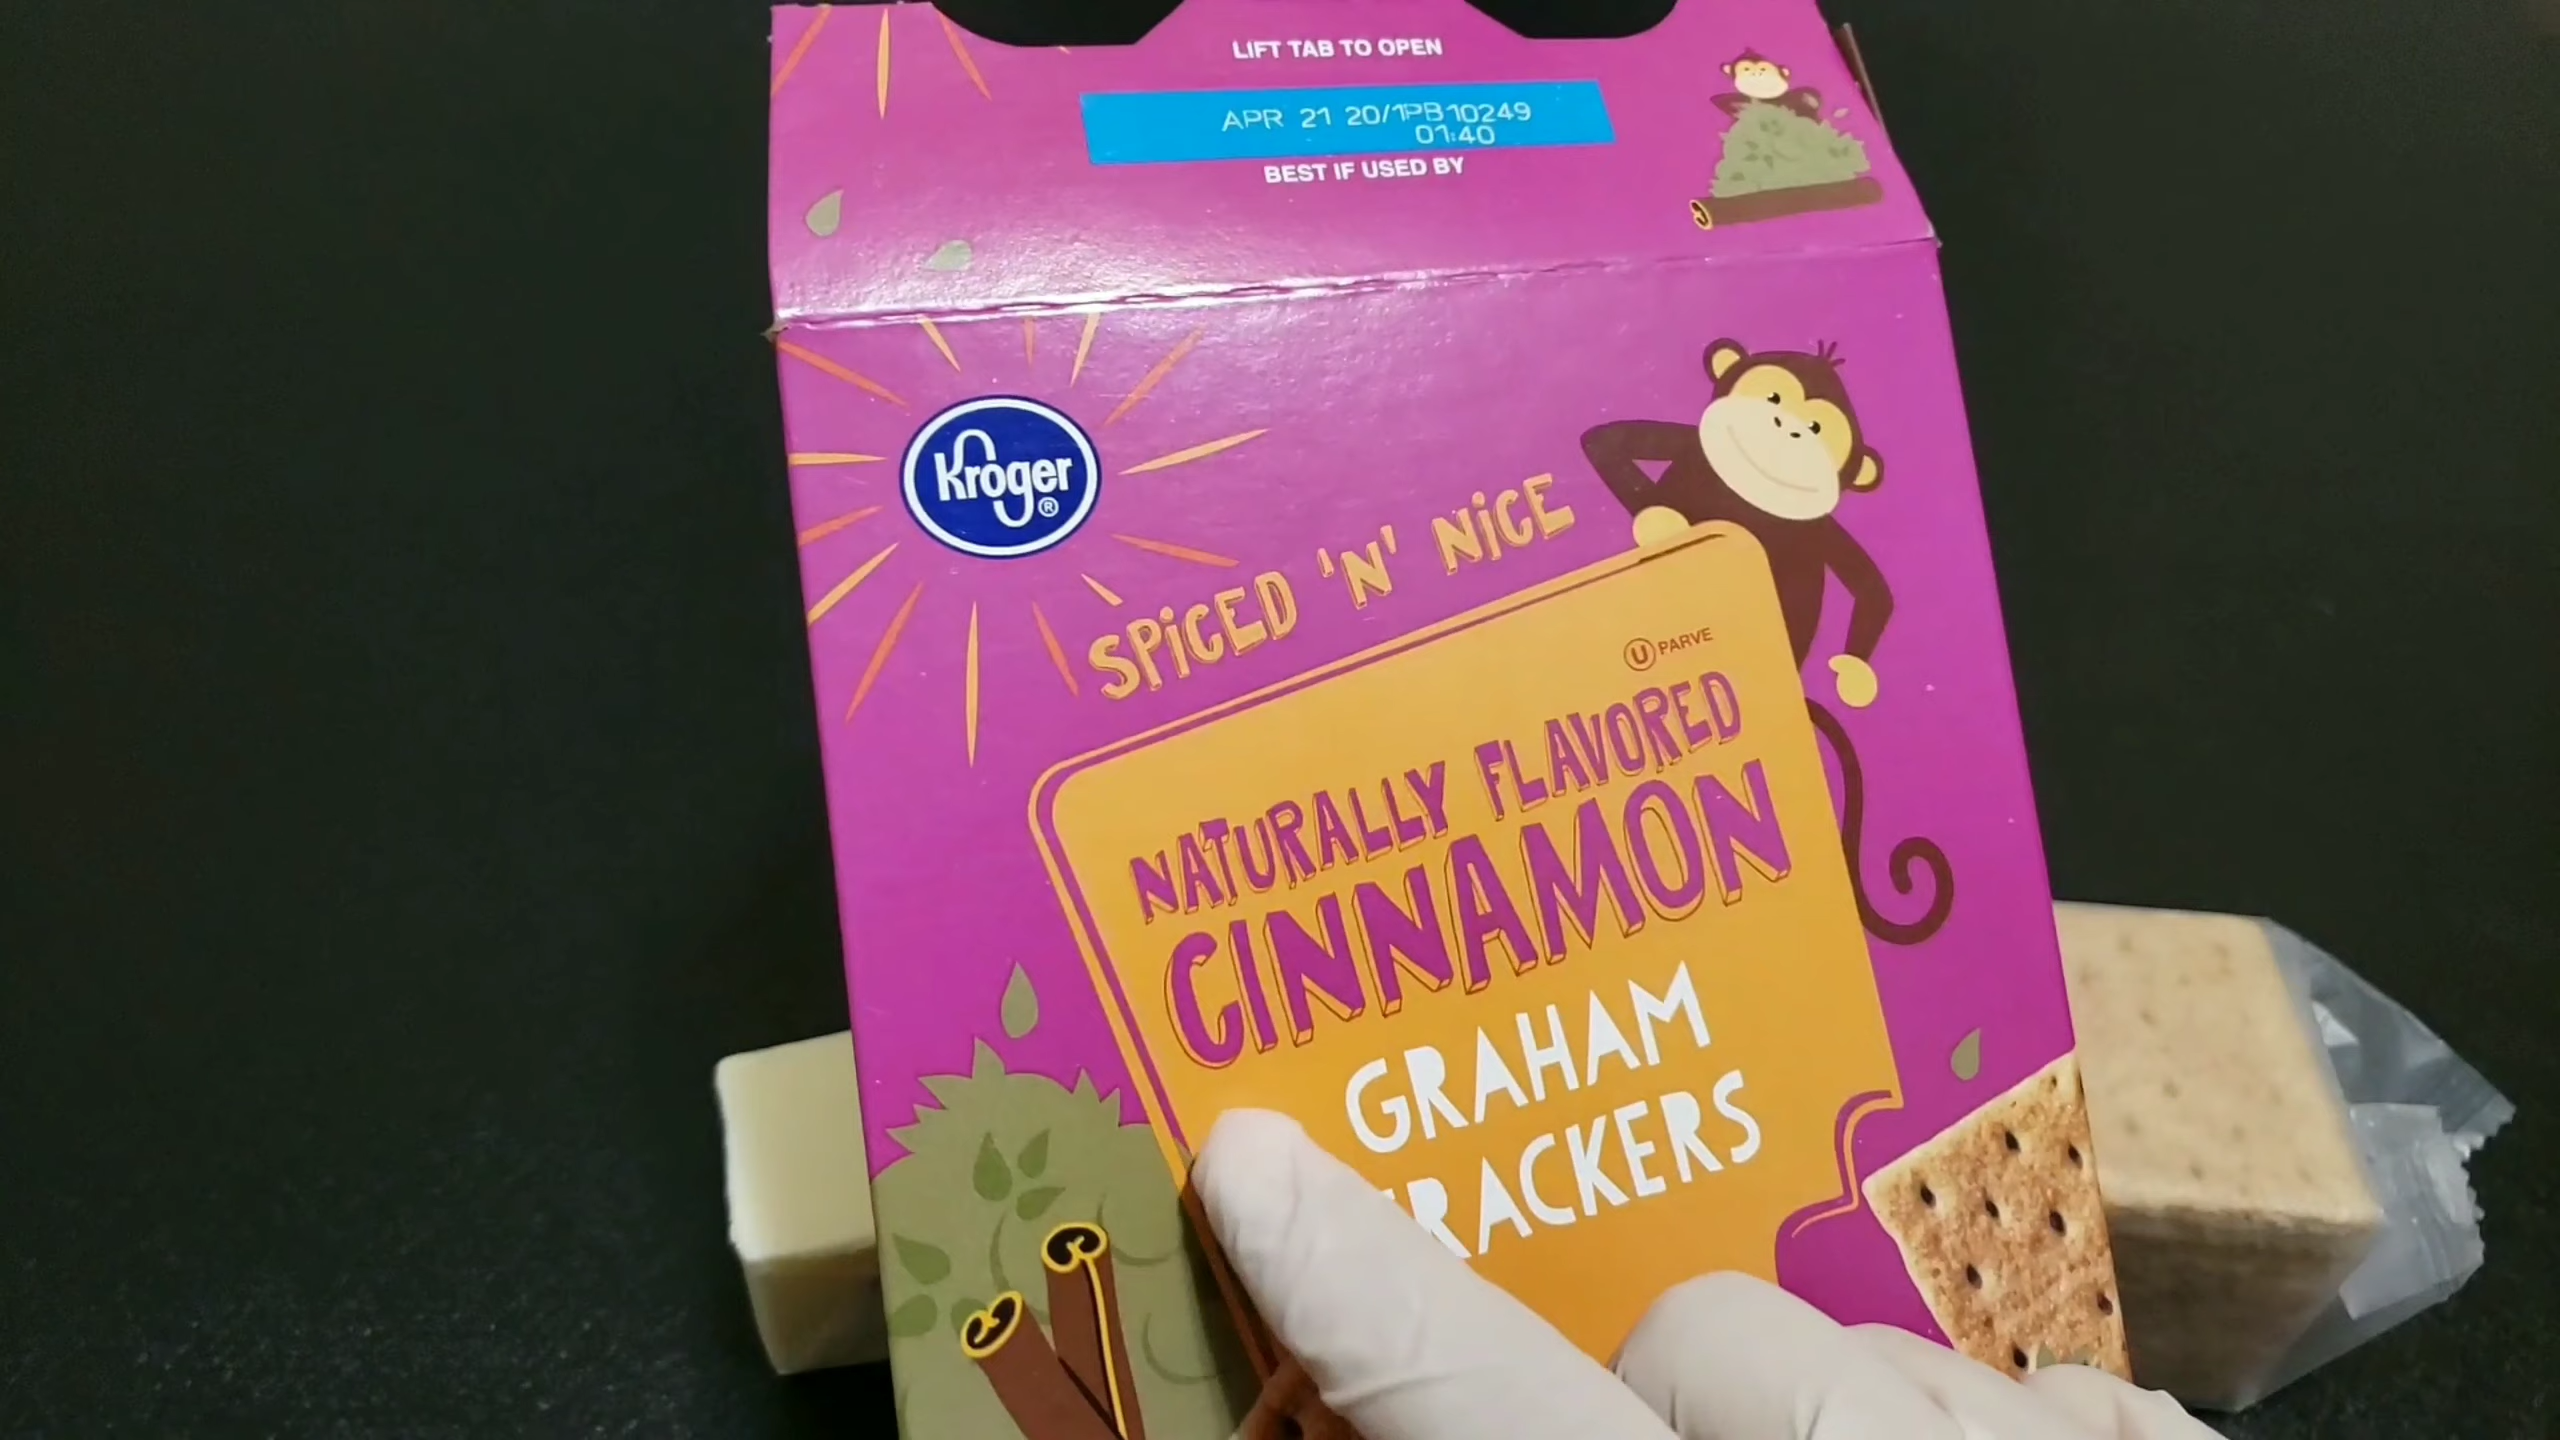 LIFT TAB TO OPEN
APR 21 20/1PB10249
01:40
BEST IF USED BY
Kroger®
SPiCED 'N' NiCE
U PARVE
NATURALLY FLAVORED
CINNAMON
GRAHAM
RACKERS